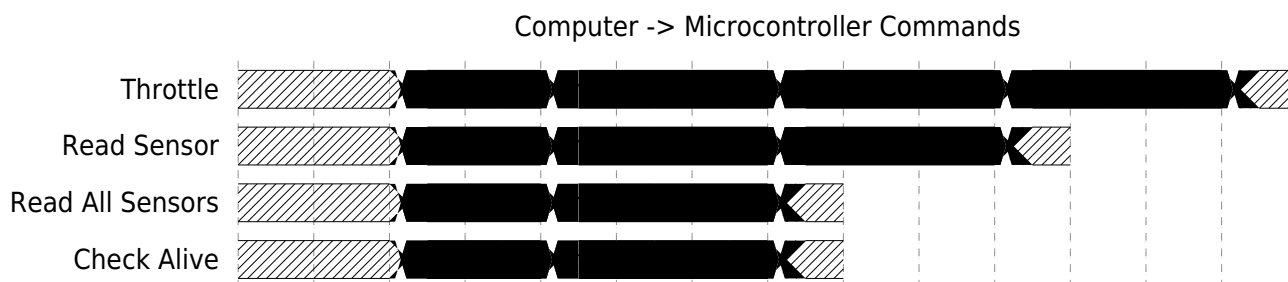 Computer -> Microcontroller Commands
Throttle
Read Sensor
Read All Sensors
Check Alive